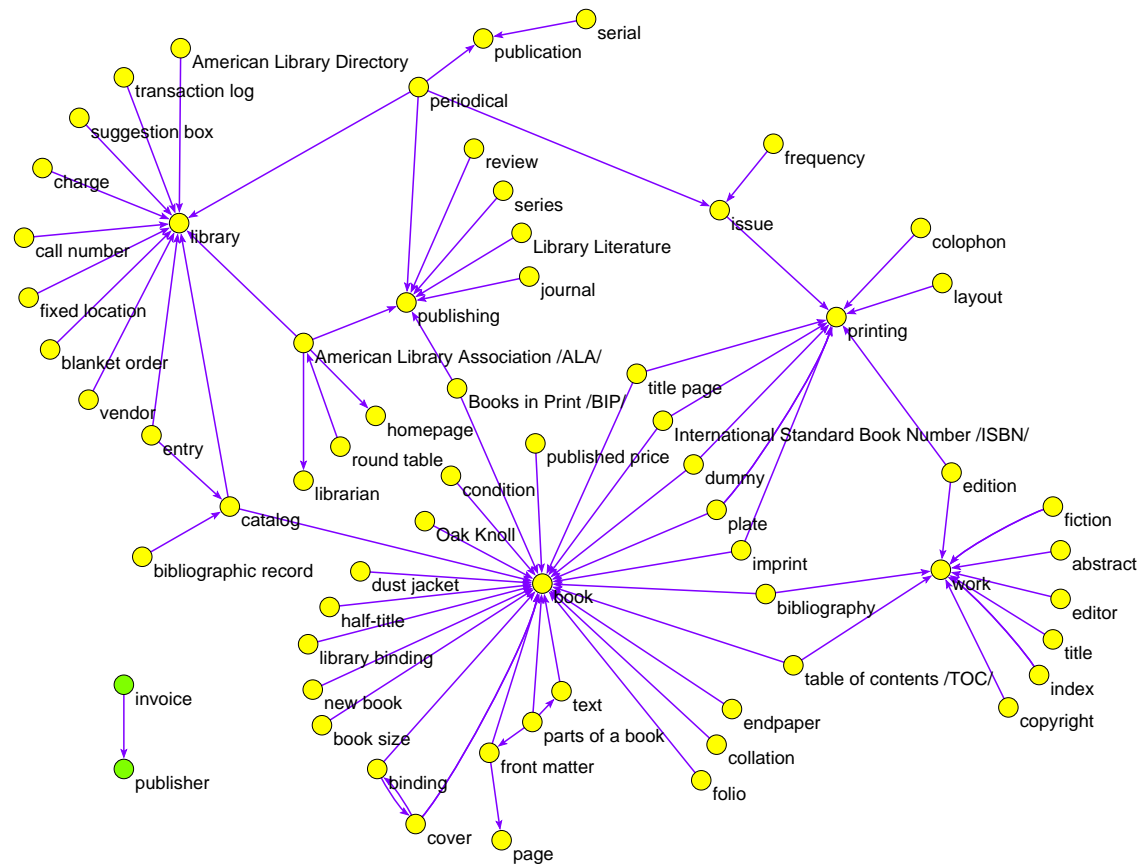 serial
publication
American Library Directory
transaction log
periodical
suggestion box
review
frequency
charge
series
issue
library
Library Literature
colophon
call number
journal
layout
fixed location
publishing
printing
blanket order
American Library Association /ALA/
title page
Books in Print /BIP/
vendor
homepage
International Standard Book Number /ISBN/
entry
round table
published price
dummy
librarian
condition
edition
catalog
Oak Knoll
plate
fiction
bibliographic record
imprint
abstract
dust jacket
book
work
half-title
bibliography
editor
library binding
title
table of contents /TOC/
index
invoice
new book
text
endpaper
copyright
book size
parts of a book
collation
front matter
publisher
binding
folio
cover
page